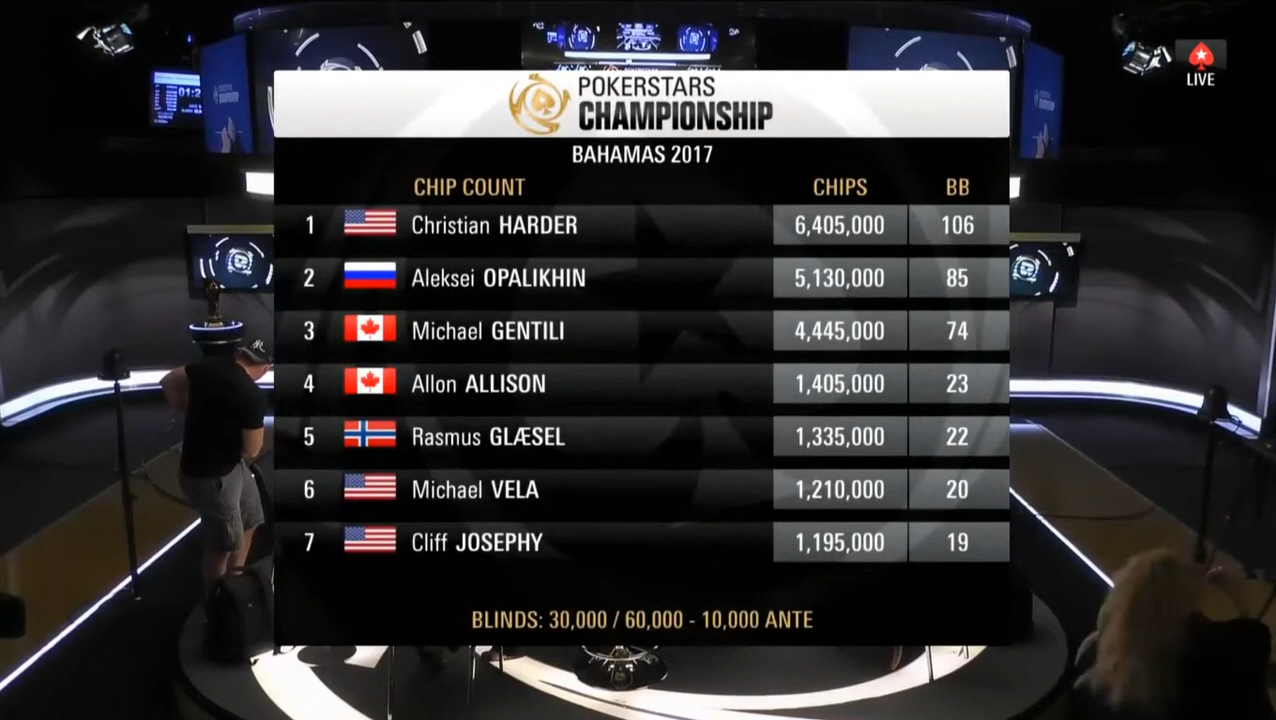 LIVE
POKERSTARS
CHAMPIONSHIP
BAHAMAS 2017
CHIP COUNT CHIPS BB
1 Christian HARDER 6,405,000 106
2 Aleksei OPALIKHIN 5,130,000 85
3 Michael GENTILI 4,445,000 74
4 Allon ALLISON 1,405,000 23
5 Rasmus GLÆSEL 1,335,000 22
6 Michael VELA 1,210,000 20
7 Cliff JOSEPHY 1,195,000 19
BLINDS: 30,000 / 60,000 - 10,000 ANTE